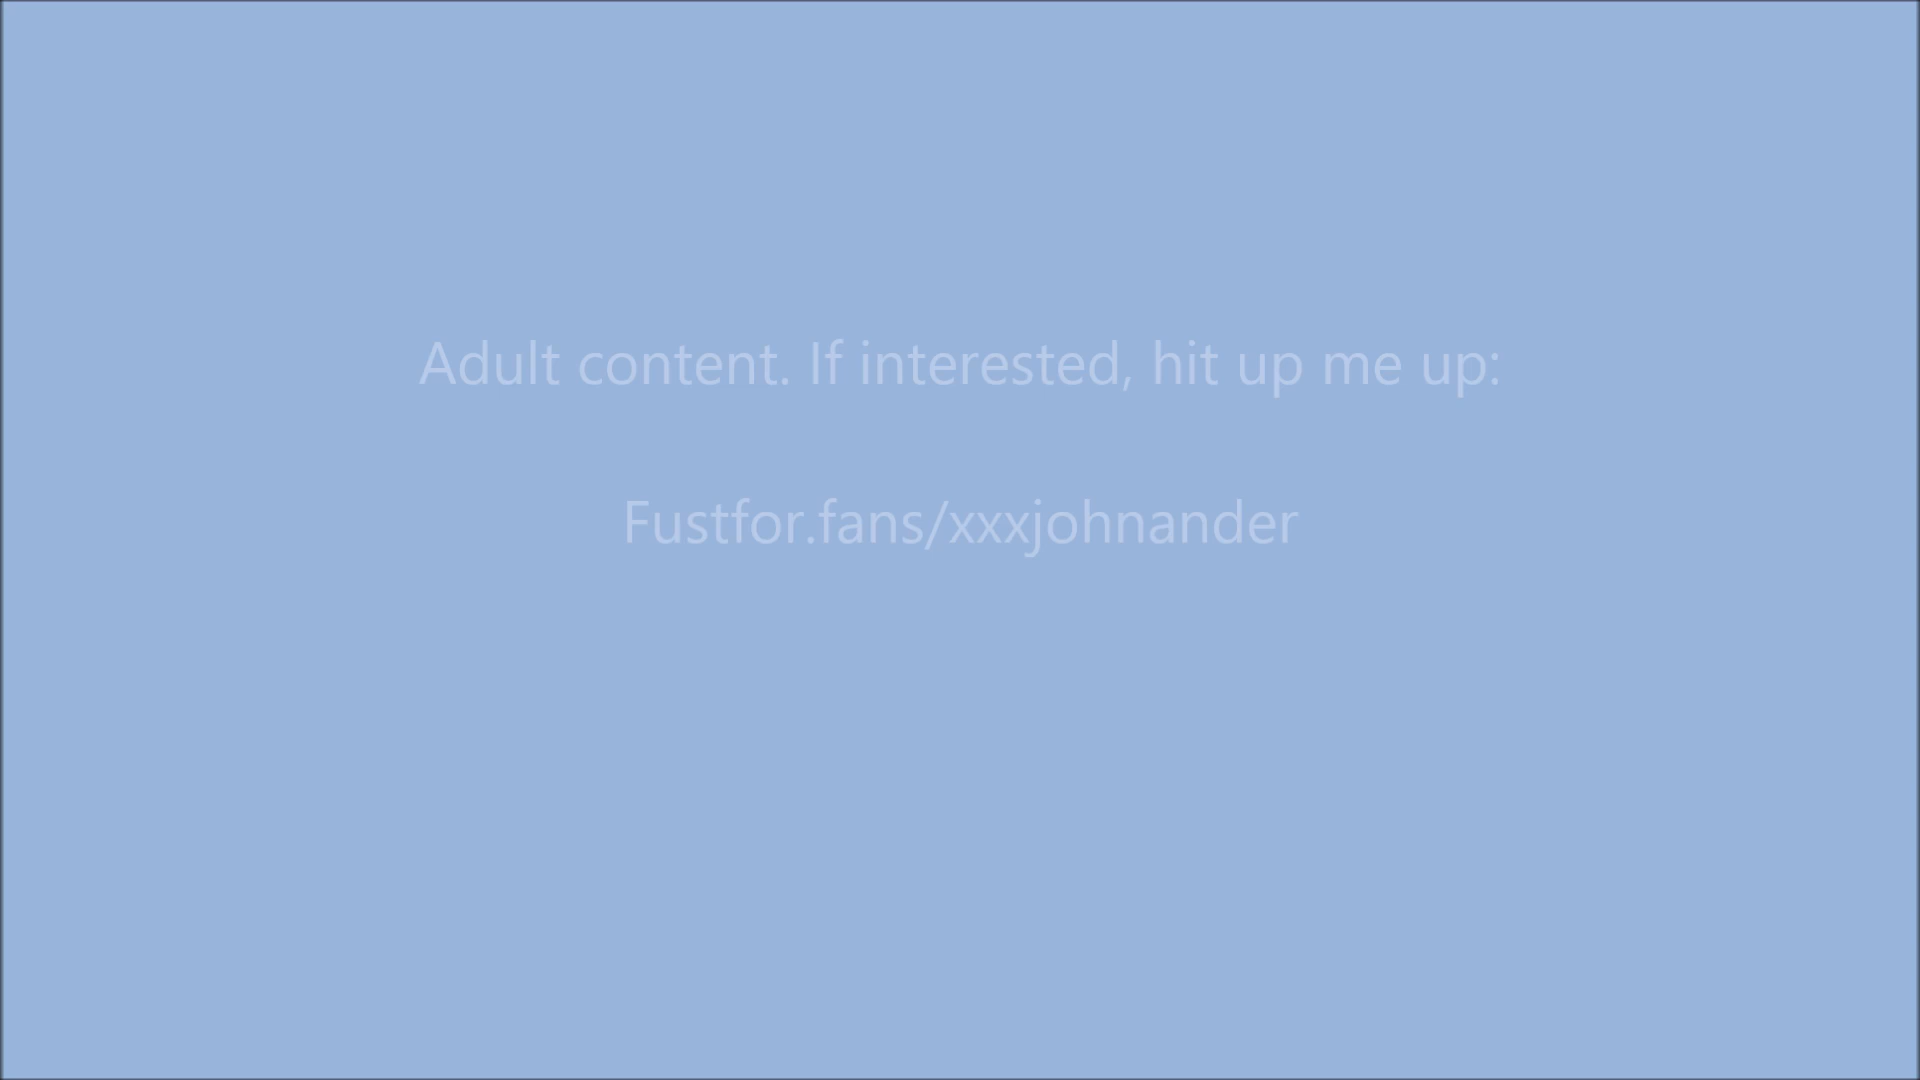 Adult content. If interested, hit up me up:
Fustfor.fans/xxxjohnander